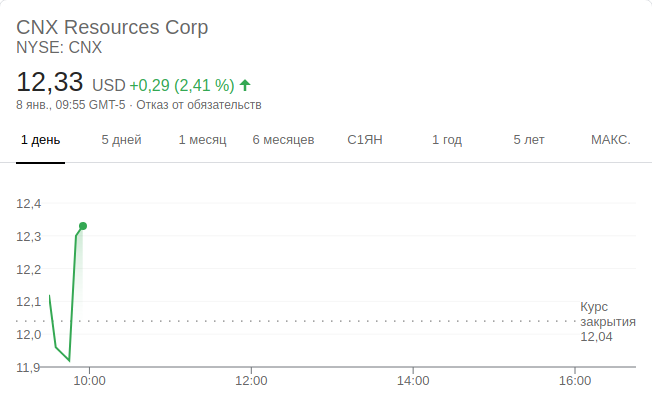 CNX Resources Corp
NYSE: CNX
12,33 USD +0,29 (2,41 %)
8 янв., 09:55 GMT-5 · Отказ от обязательств
1 день 5 дней 1 месяц 6 месяцев С1ЯН 1 год 5 лет МАКС.
12,4
12,3
12,2
12,1
12,0
11,9
Курс
закрытия
12,04
10:00 12:00 14:00 16:00